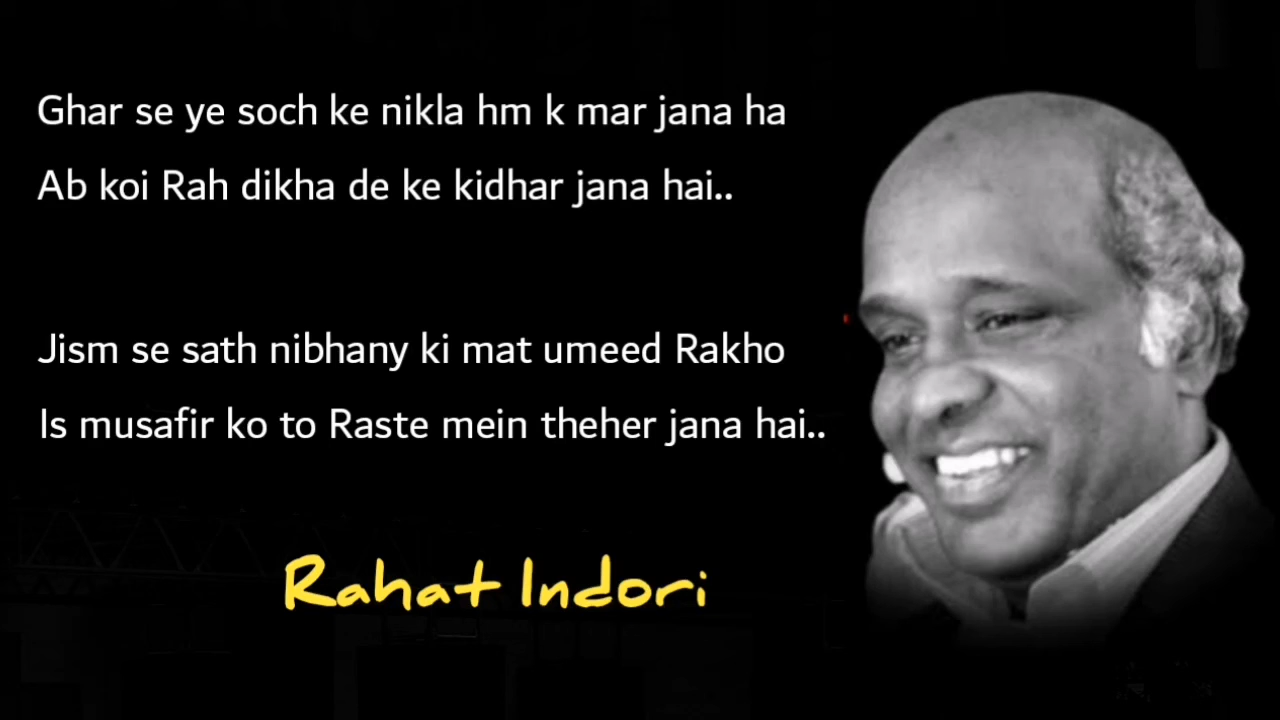 Ghar se ye soch ke nikla hm k mar jana ha
Ab koi Rah dikha de ke kidhar jana hai..
Jism se sath nibhany ki mat umeed Rakho
Is musafir ko to Raste mein theher jana hai..
Rahat Indori